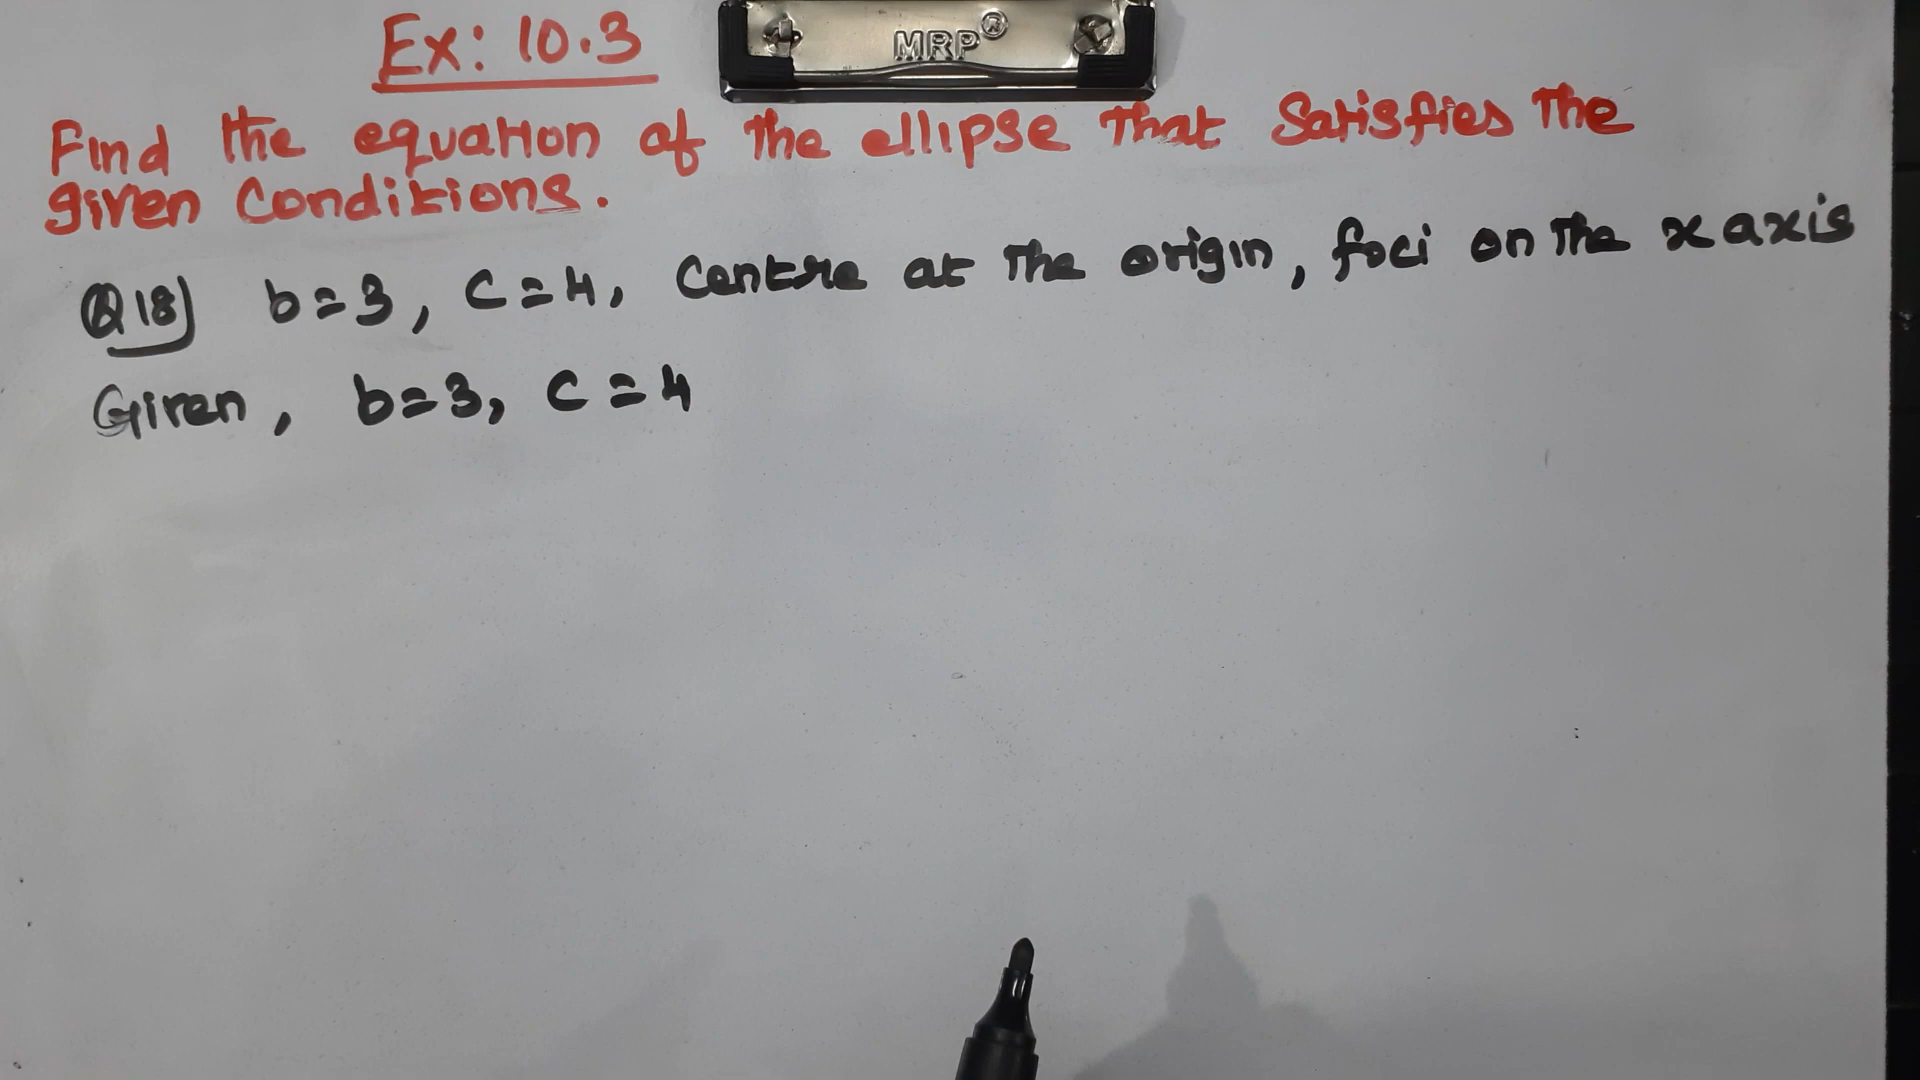 Ex: 10.3
MRP®
Find the equation of the ellipse that satisfies the
given conditions.
Q18) b=3, c=4, Centre at the origin, foci on the x axis
Given, b=3, c=4